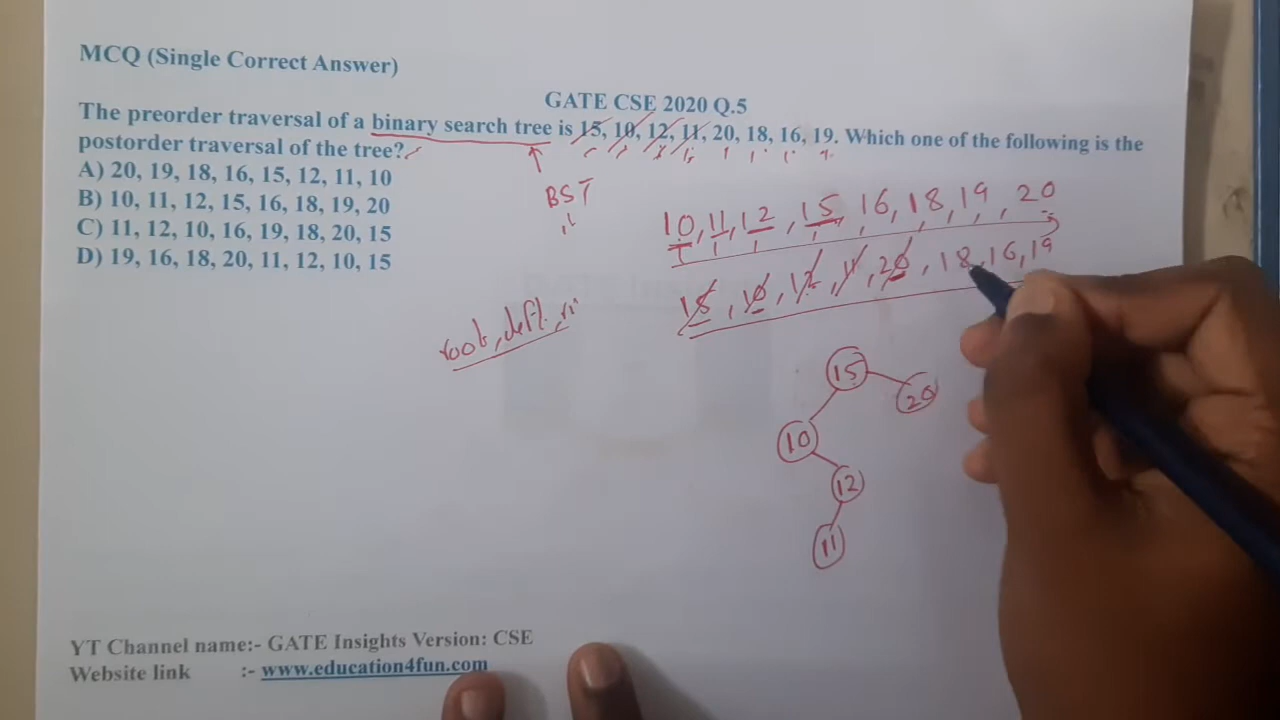 MCQ (Single Correct Answer)
GATE CSE 2020 Q.5
The preorder traversal of a binary search tree is 15, 10, 12, 11, 20, 18, 16, 19. Which one of the following is the
postorder traversal of the tree?
A) 20, 19, 18, 16, 15, 12, 11, 10
B) 10, 11, 12, 15, 16, 18, 19, 20
C) 11, 12, 10, 16, 19, 18, 20, 15
D) 19, 16, 18, 20, 11, 12, 10, 15
BST
10, 11, 12, 15, 16, 18, 19, 20
15, 10, 12, 11, 20, 18, 16, 19
root, left,
15
20
10
12
11
YT Channel name:- GATE Insights Version: CSE
Website link :- www.education4fun.com